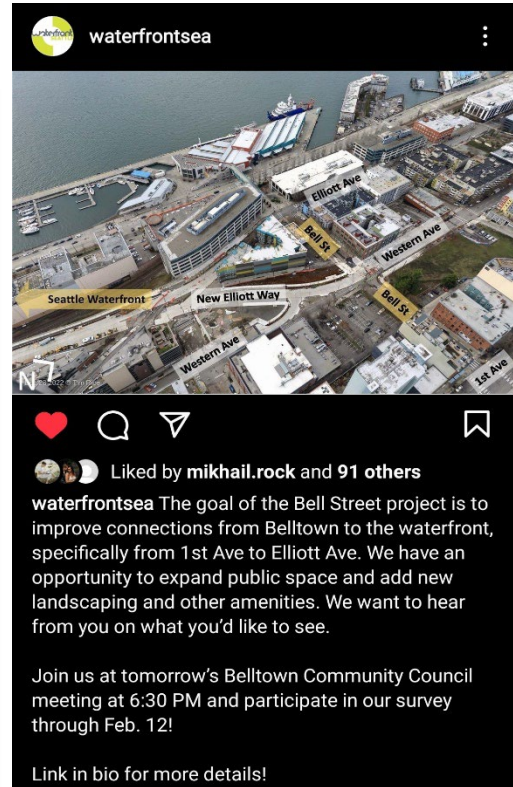 waterfront
waterfrontsea
Elliott Ave
Bell St
Western Ave
Seattle Waterfront
New Elliott Way
Bell St
Western Ave
1st Ave
N
2022 ©
Liked by mikhail.rock and 91 others
waterfrontsea The goal of the Bell Street project is to
improve connections from Belltown to the waterfront,
specifically from 1st Ave to Elliott Ave. We have an
opportunity to expand public space and add new
landscaping and other amenities. We want to hear
from you on what you’d like to see.
Join us at tomorrow’s Belltown Community Council
meeting at 6:30 PM and participate in our survey
through Feb. 12!
Link in bio for more details!